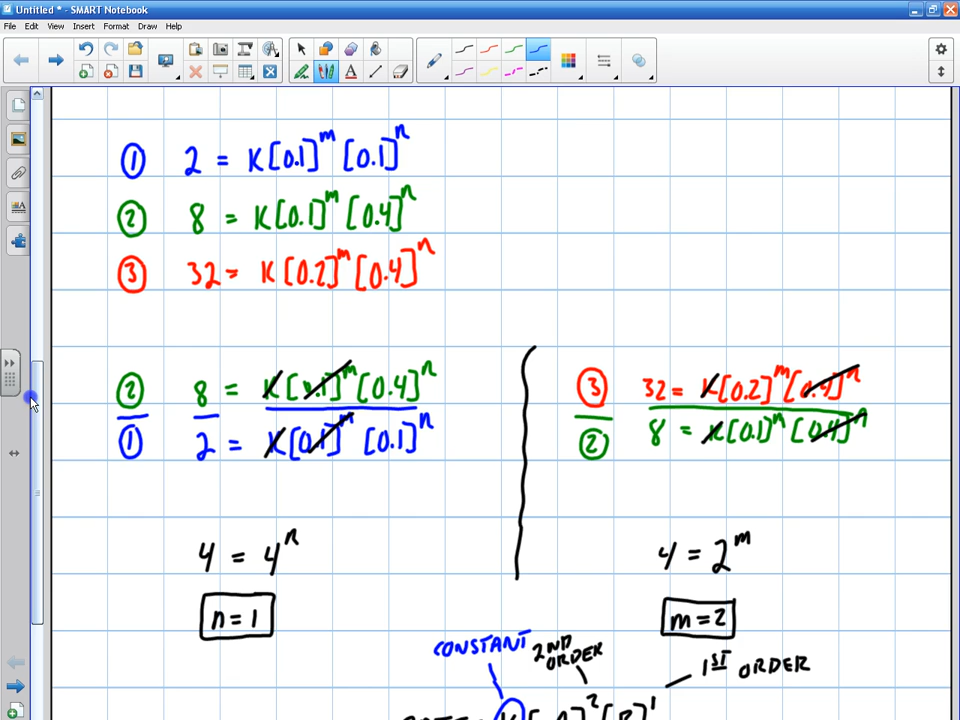 Untitled * - SMART Notebook
File Edit View Insert Format Draw Help
① 2 = K[0.1]^m [0.1]^n
② 8 = K[0.1]^m [0.4]^n
③ 32 = K[0.2]^m [0.4]^n
② 8 = K[0.1]^m [0.4]^n
① 2 = K[0.1]^m [0.1]^n
③ 32 = K[0.2]^m [0.4]^n
② 8 = K[0.1]^m [0.4]^n
4 = 4^n
n = 1
4 = 2^m
m = 2
CONSTANT
2ND
ORDER
1ST ORDER